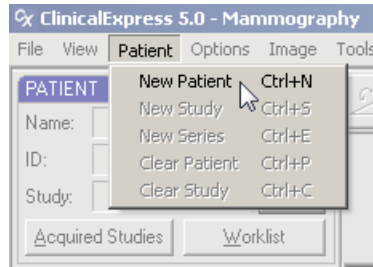 ClinicalExpress 5.0 - Mammography
File View Patient Options Image Tools
PATIENT
New Patient Ctrl+N
New Study Ctrl+S
Name:
New Series Ctrl+E
ID:
Clear Patient Ctrl+P
Study:
Clear Study Ctrl+C
Acquired Studies Worklist